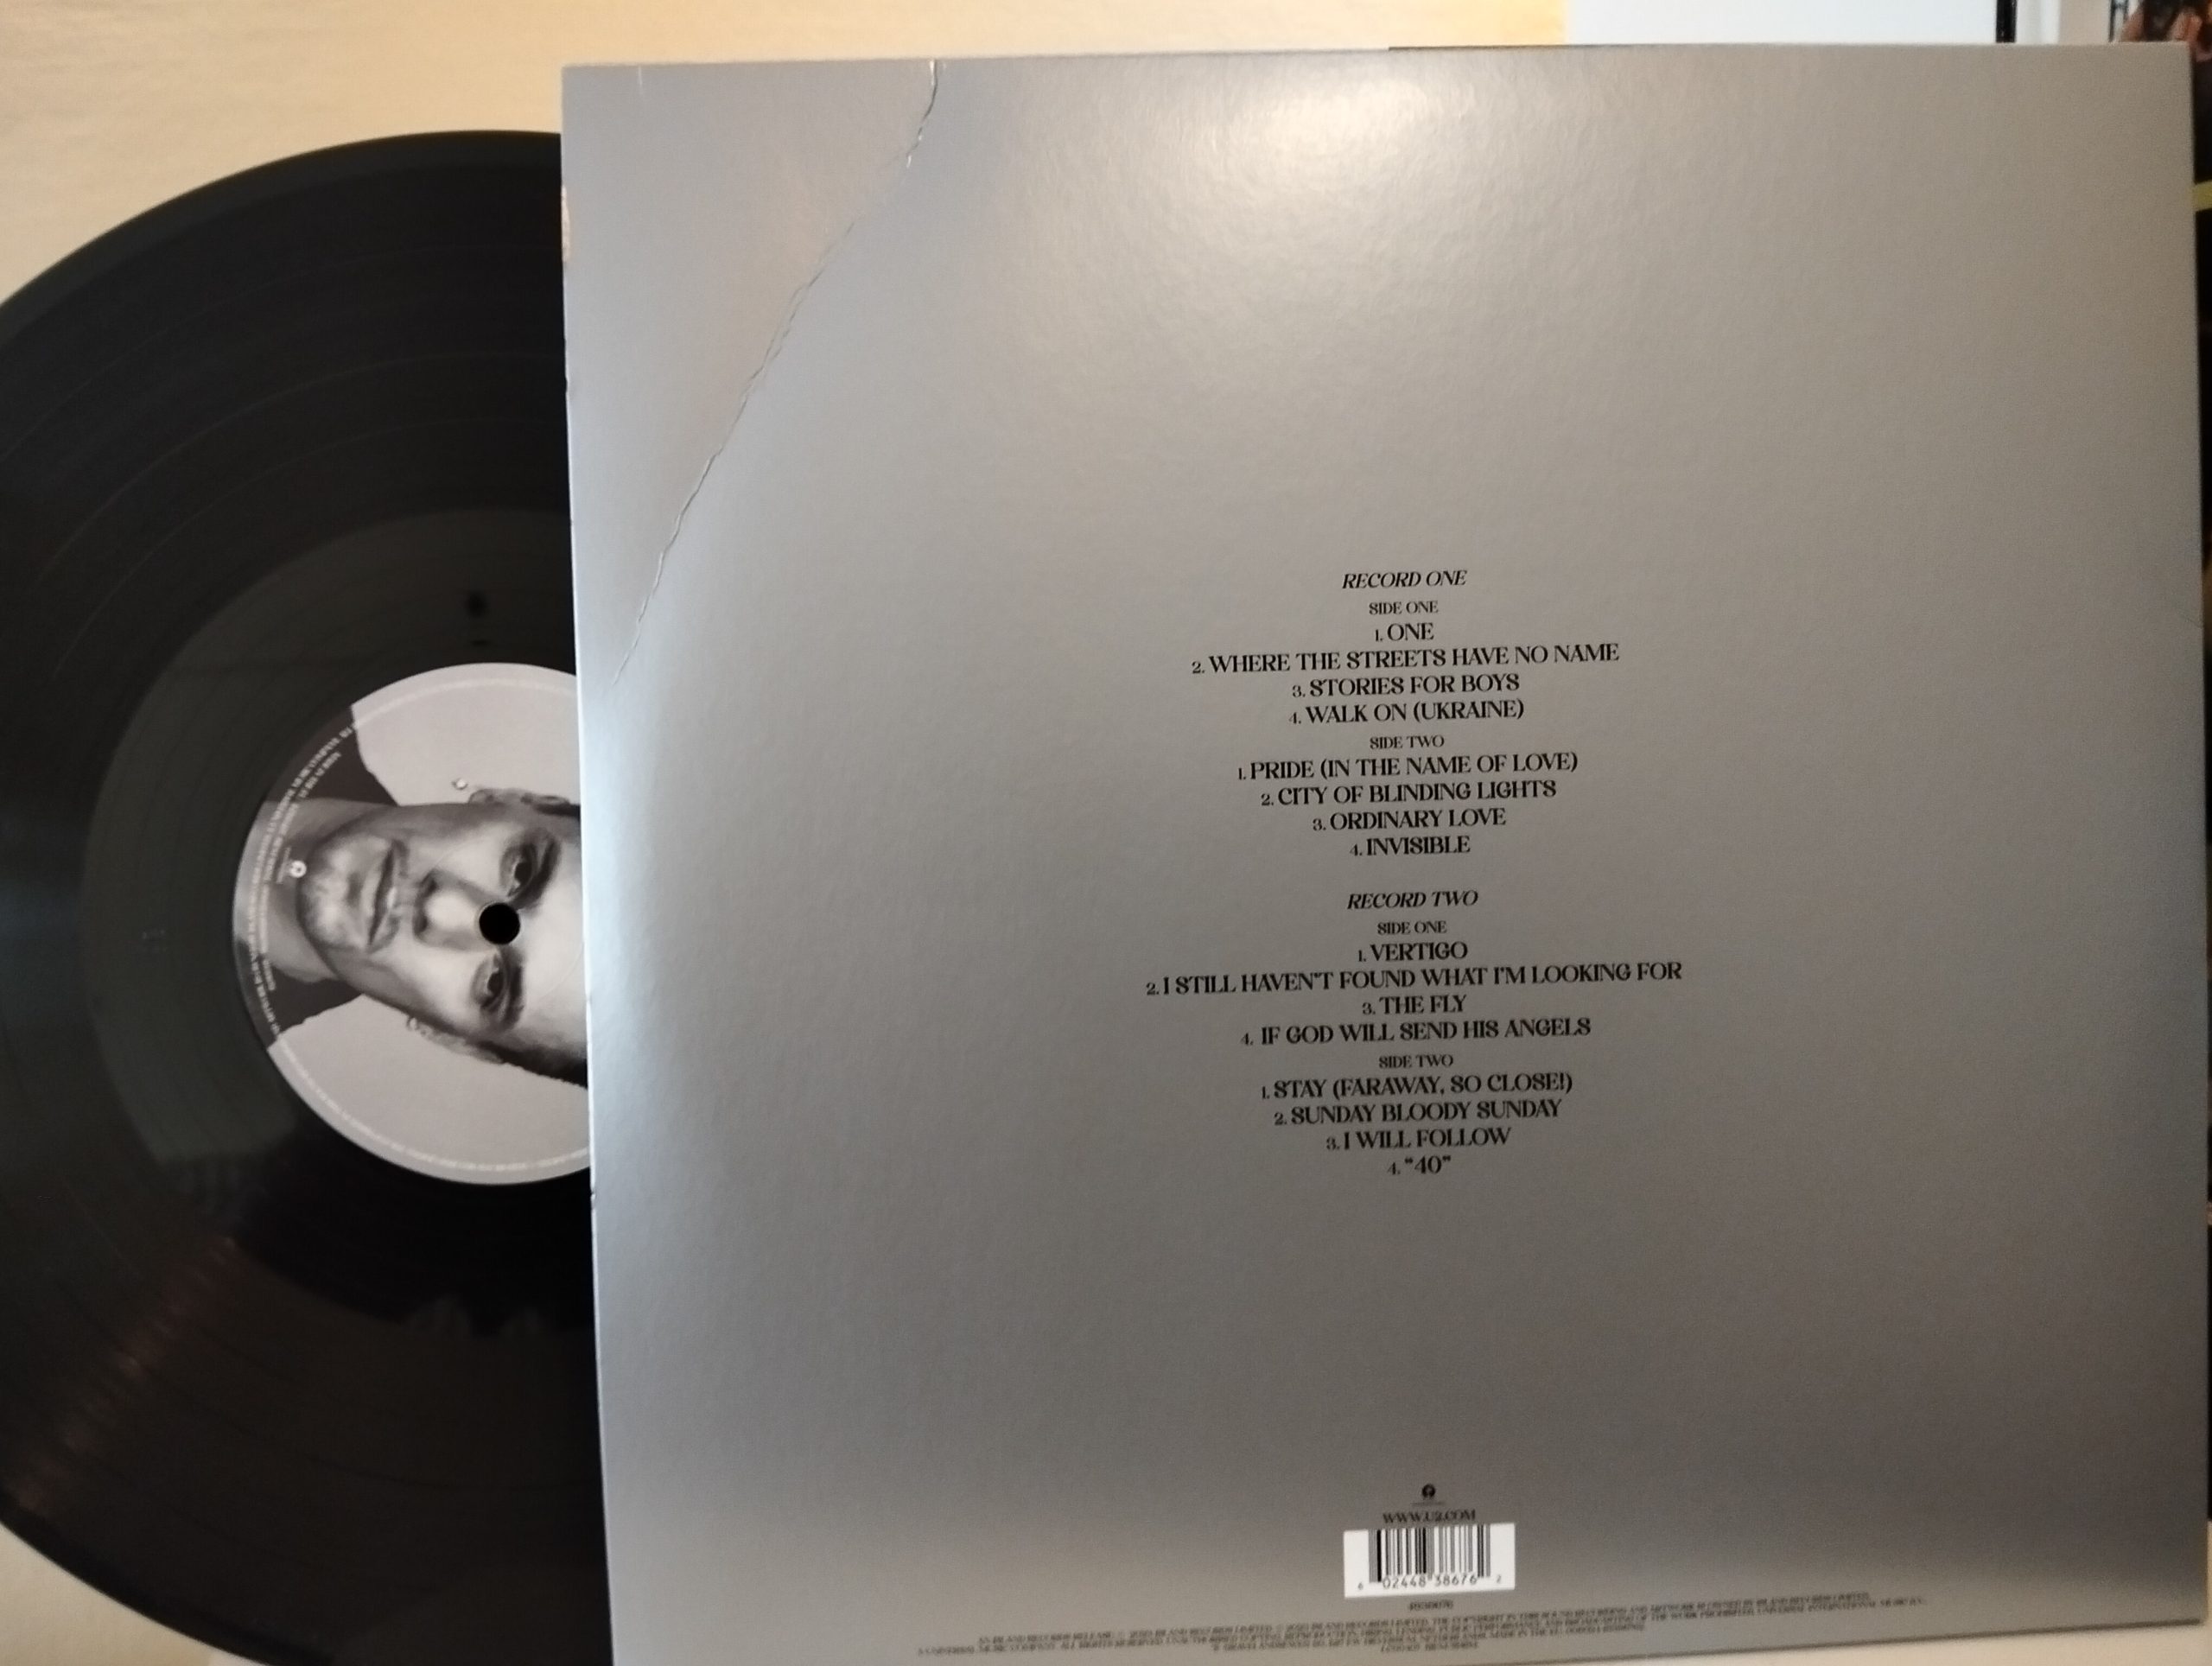 RECORD ONE
SIDE ONE
1. ONE
2. WHERE THE STREETS HAVE NO NAME
3. STORIES FOR BOYS
4. WALK ON (UKRAINE)
SIDE TWO
1. PRIDE (IN THE NAME OF LOVE)
2. CITY OF BLINDING LIGHTS
3. ORDINARY LOVE
4. INVISIBLE
RECORD TWO
SIDE ONE
1. VERTIGO
2. I STILL HAVEN'T FOUND WHAT I'M LOOKING FOR
3. THE FLY
4. IF GOD WILL SEND HIS ANGELS
SIDE TWO
1. STAY (FARAWAY, SO CLOSE!)
2. SUNDAY BLOODY SUNDAY
3. I WILL FOLLOW
4. "40"
WWW.U2.COM
6 02448 38676 2